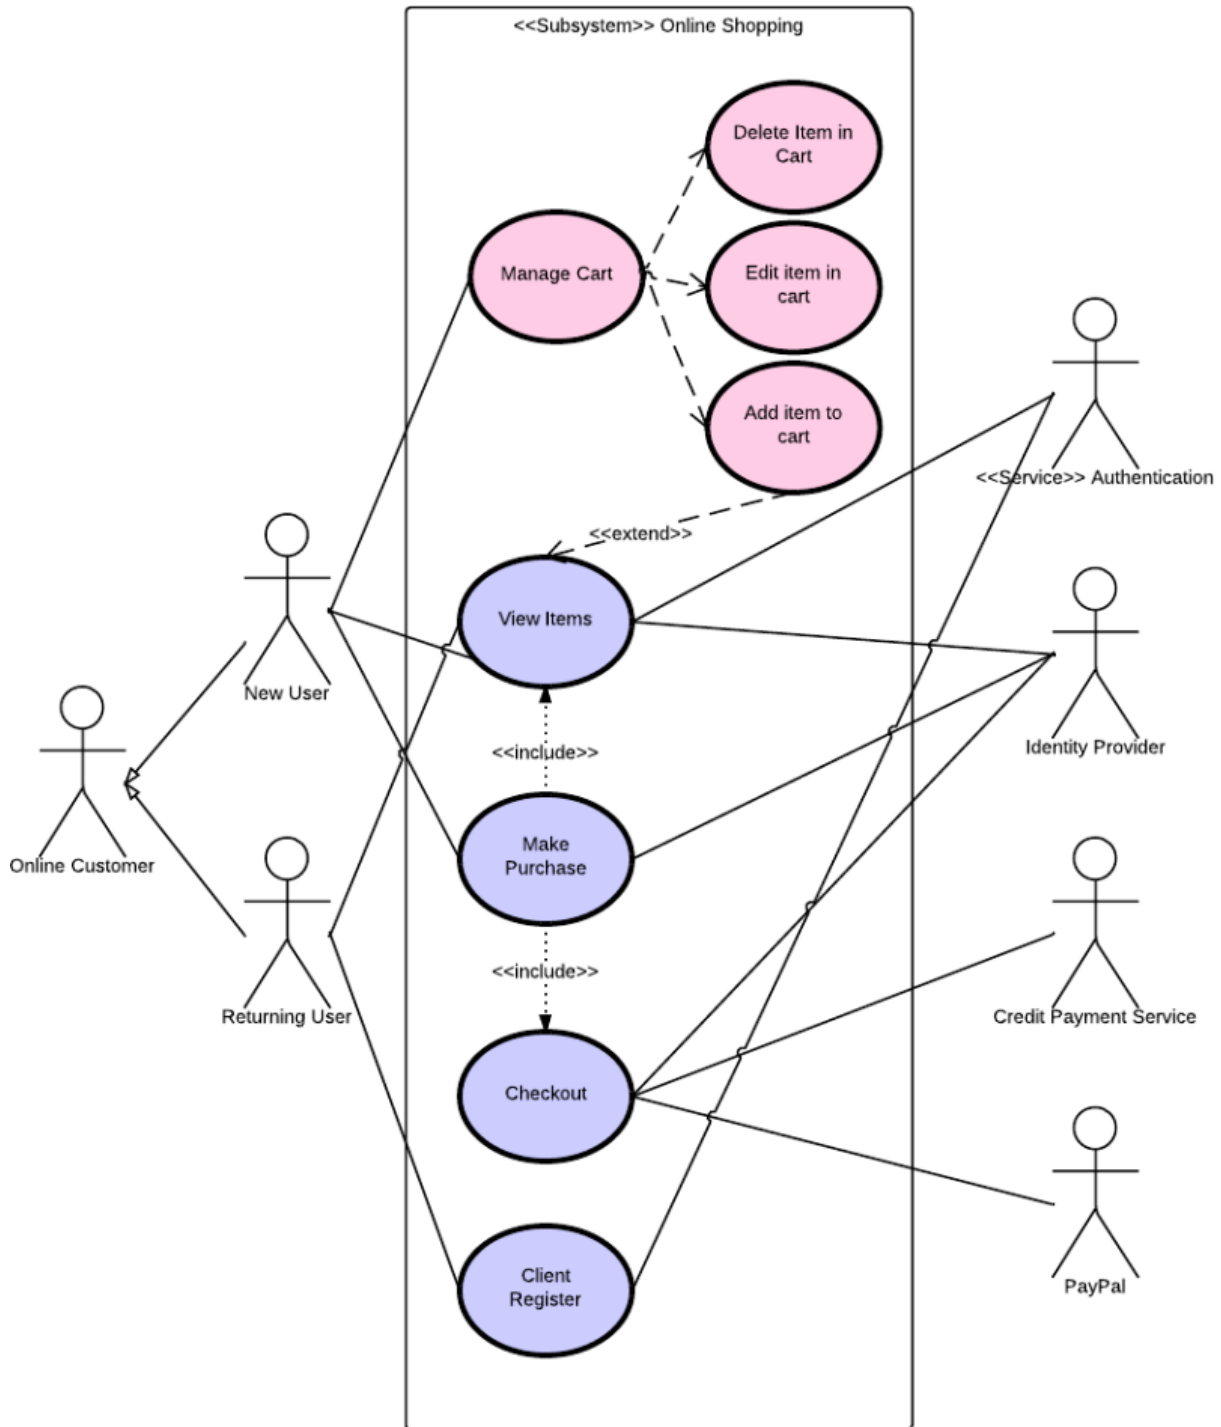 <<Subsystem>> Online Shopping
Delete Item in
Cart
Manage Cart
Edit item in
cart
Add item to
cart
<<Service>> Authentication
<<extend>>
View Items
New User
<<include>>
Identity Provider
Make
Purchase
Online Customer
<<include>>
Returning User
Credit Payment Service
Checkout
Client
Register
PayPal